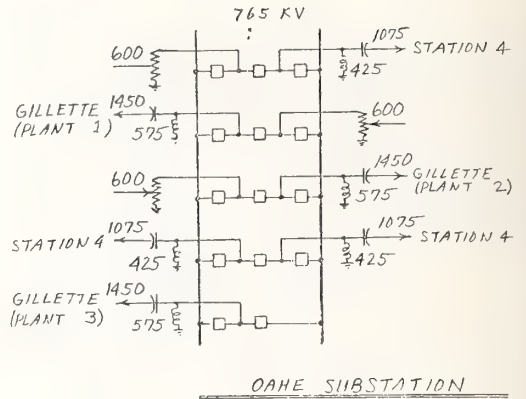 765 KV
:
600
1075
STATION 4
425
GILLETTE 1450
(PLANT 1)
575
600
600
1450
GILLETTE
(PLANT 2)
575
STATION 4
1075
425
1075
STATION 4
425
GILLETTE 1450
(PLANT 3)
575
OAHE SUBSTATION